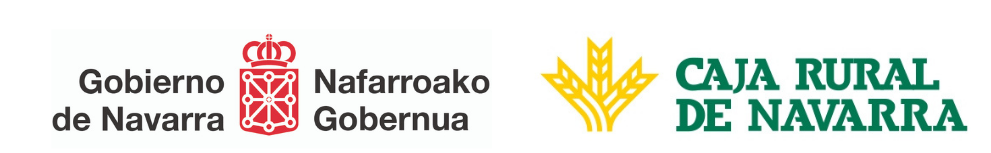 Gobierno
de Navarra
Nafarroako
Gobernua
CAJA RURAL
DE NAVARRA